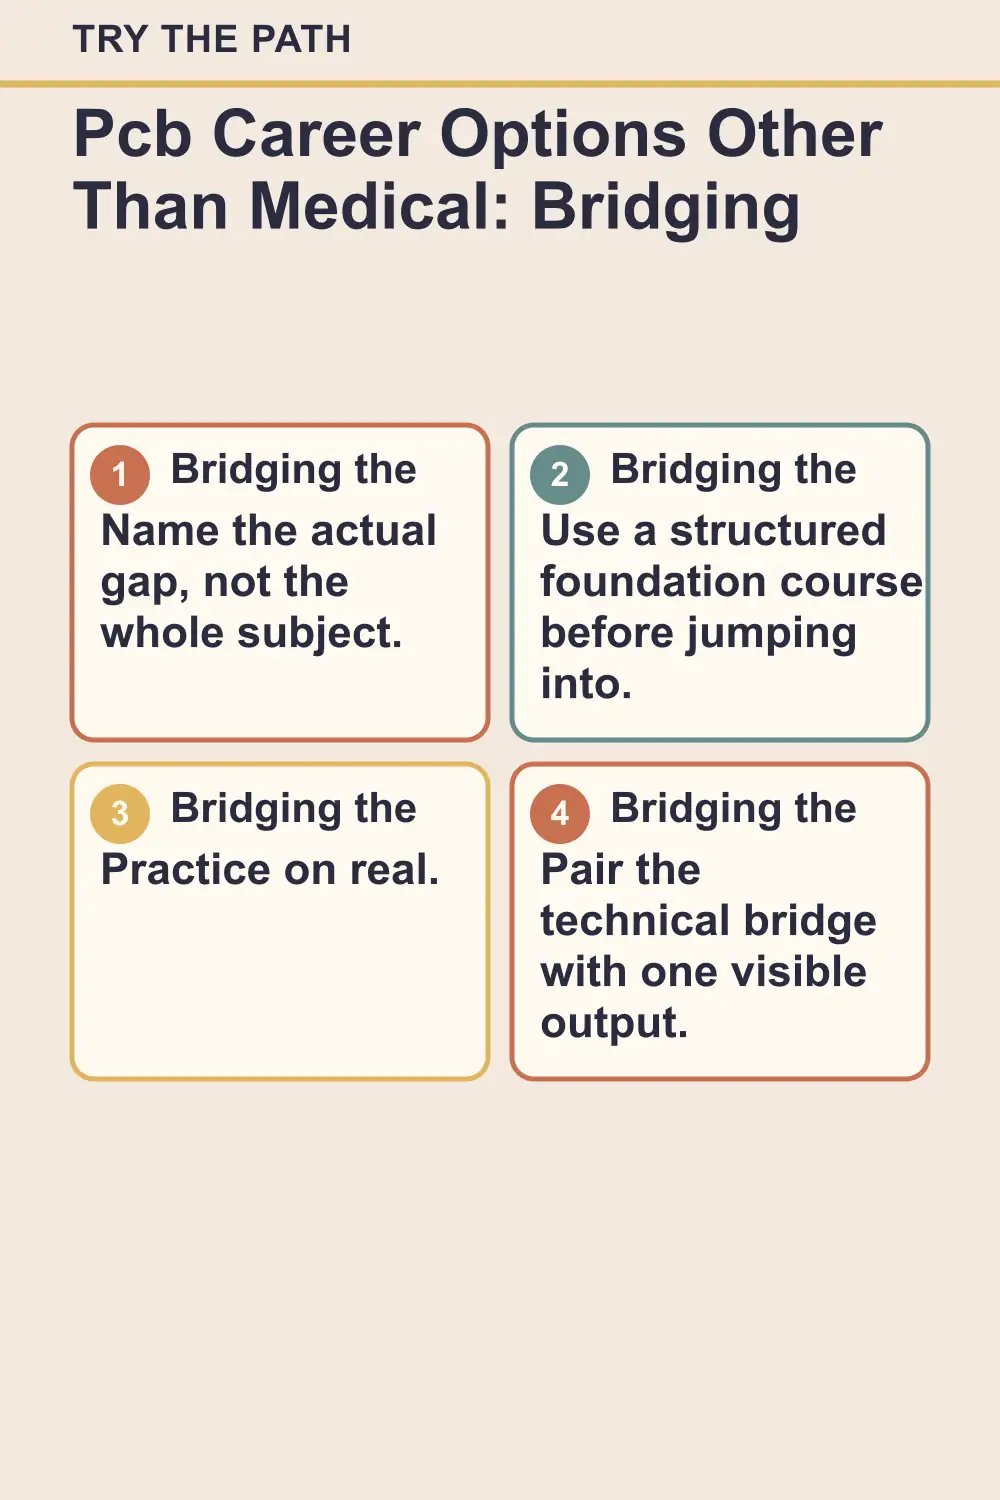 TRY THE PATH
Pcb Career Options Other
Than Medical: Bridging
1 Bridging the
Name the actual
gap, not the
whole subject.
2 Bridging the
Use a structured
foundation course
before jumping
into.
3 Bridging the
Practice on real.
4 Bridging the
Pair the
technical bridge
with one visible
output.